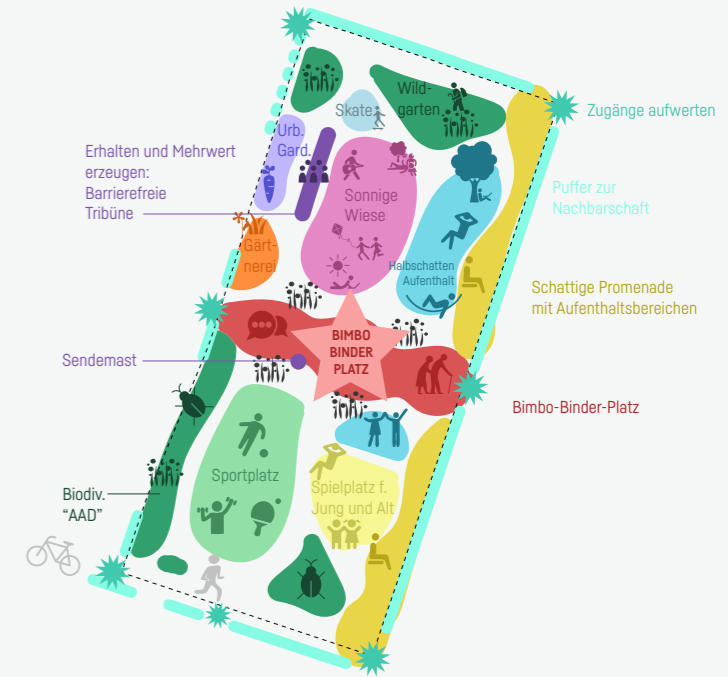 Wild-
garten
Skate
Zugänge aufwerten
Urb.
Gard.
Erhalten und Mehrwert
erzeugen:
Barrierefreie
Tribüne
Sonnige
Wiese
Puffer zur
Nachbarschaft
Gärt-
nerei
Halbschatten
Aufenthalt
Schattige Promenade
mit Aufenthaltsbereichen
BIMBO
BINDER
PLATZ
Sendemast
Bimbo-Binder-Platz
Sportplatz
Spielplatz f.
Jung und Alt
Biodiv.
"AAD"